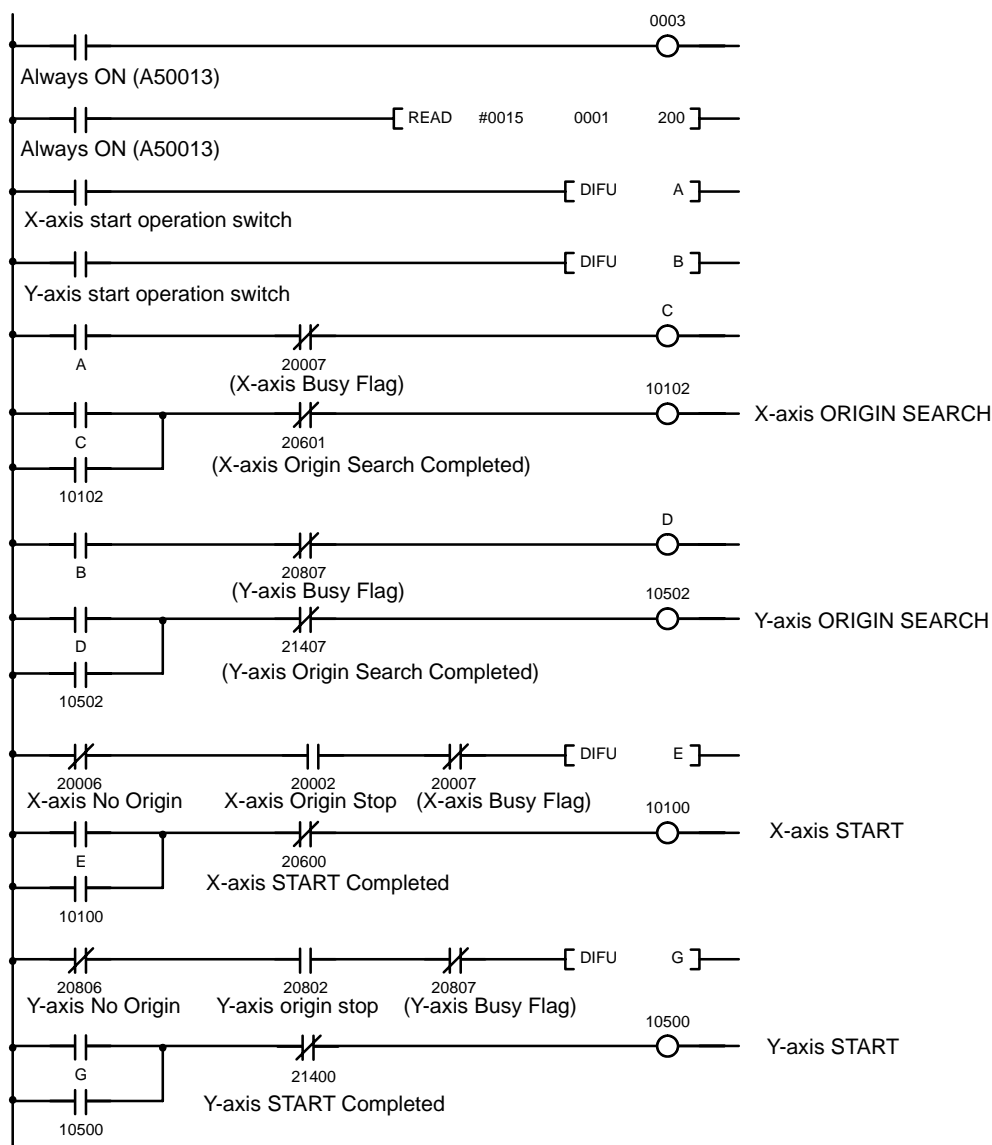 0003
Always ON (A50013)
READ #0015 0001 200
Always ON (A50013)
DIFU A
X-axis start operation switch
DIFU B
Y-axis start operation switch
C
A 20007
(X-axis Busy Flag)
10102
X-axis ORIGIN SEARCH
C 20601
(X-axis Origin Search Completed)
10102
D
B 20807
(Y-axis Busy Flag)
10502
Y-axis ORIGIN SEARCH
D 21407
(Y-axis Origin Search Completed)
10502
DIFU E
20006 20002 20007
X-axis No Origin X-axis Origin Stop (X-axis Busy Flag)
10100
X-axis START
E 20600
X-axis START Completed
10100
DIFU G
20806 20802 20807
Y-axis No Origin Y-axis origin stop (Y-axis Busy Flag)
10500
Y-axis START
G 21400
Y-axis START Completed
10500